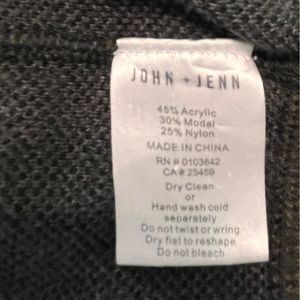 JOHN + JENN
45% Acrylic
30% Modal
25% Nylon
MADE IN CHINA
RN # 0103842
CA # 25459
Dry Clean
or
Hand wash cold
separately
Do not twist or wring
Dry flat to reshape
Do not bleach